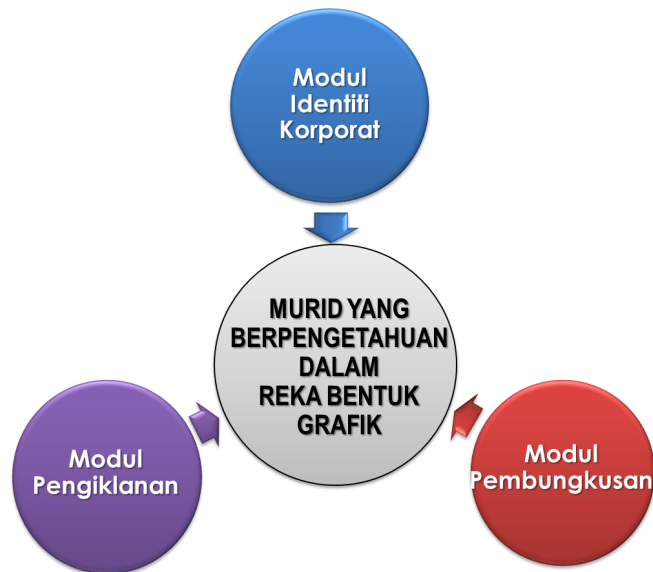 Modul
Identiti
Korporat
MURID YANG
BERPENGETAHUAN
DALAM
REKA BENTUK
GRAFIK
Modul
Pengiklanan
Modul
Pembungkusan